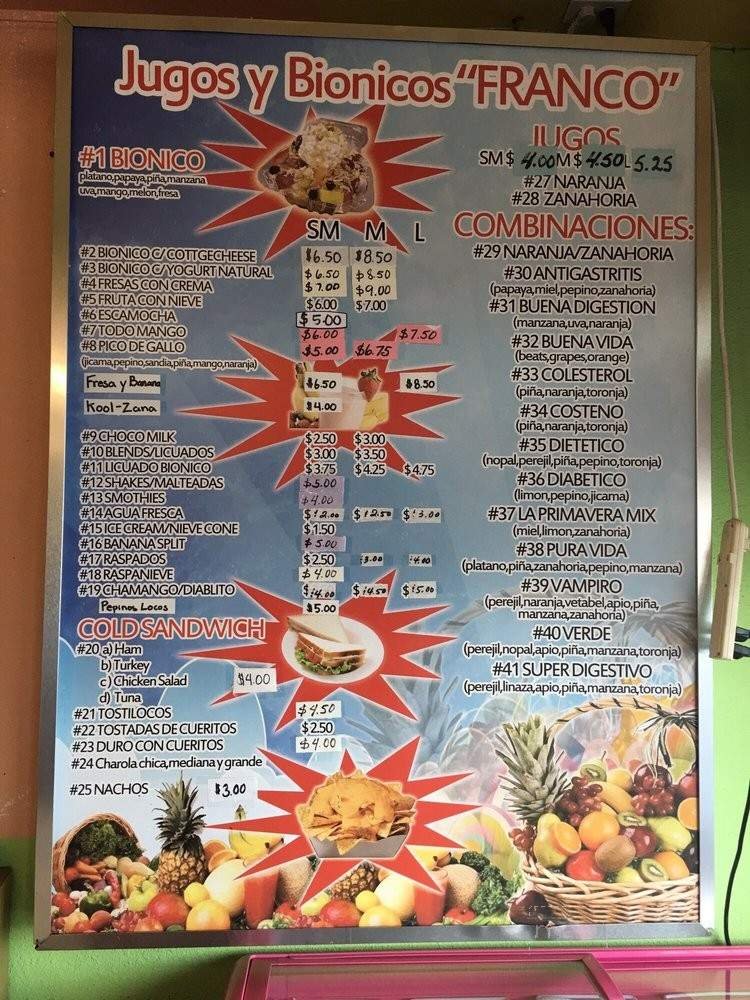 Jugos y Bionicos "FRANCO"
#1 BIONICO
platano,papaya,piña,manzana
uva,mango,melon,fresa
SM M L
#2 BIONICO C/ COTTGECHEESE $6.50 $8.50
#3 BIONICO C/YOGURT NATURAL $6.50 $8.50
#4 FRESAS CON CREMA $7.00 $9.00
#5 FRUTA CON NIEVE $6.00 $7.00
#6 ESCAMOCHA $5.00
#7 TODO MANGO $6.00 $7.50
#8 PICO DE GALLO $5.00 $6.75
(jicama,pepino,sandia,piña,mango,naranja)
Fresa y Banana $6.50 $8.50
Kool-Zana $4.00
#9 CHOCO MILK $2.50 $3.00
#10 BLENDS/LICUADOS $3.00 $3.50
#11 LICUADO BIONICO $3.75 $4.25 $4.75
#12 SHAKES/MALTEADAS $5.00
#13 SMOTHIES $4.00
#14 AGUA FRESCA $2.00 $2.50 $3.00
#15 ICE CREAM/NIEVE CONE $1.50
#16 BANANA SPLIT $5.00
#17 RASPADOS $2.50 3.00 4.00
#18 RASPANIEVE $4.00
#19 CHAMANGO/DIABLITO $4.00 $4.50 $5.00
Pepinos Locos $5.00
COLD SANDWICH
#20 a) Ham
b) Turkey
c) Chicken Salad $4.00
d) Tuna
#21 TOSTILOCOS $4.50
#22 TOSTADAS DE CUERITOS $2.50
#23 DURO CON CUERITOS $4.00
#24 Charola chica,mediana y grande
#25 NACHOS $3.00
JUGOS
SM $ 4.00 M $ 4.50 L 5.25
#27 NARANJA
#28 ZANAHORIA
COMBINACIONES:
#29 NARANJA/ZANAHORIA
#30 ANTIGASTRITIS
(papaya,miel,pepino,zanahoria)
#31 BUENA DIGESTION
(manzana,uva,naranja)
#32 BUENA VIDA
(beats,grapes,orange)
#33 COLESTEROL
(piña,naranja,toronja)
#34 COSTENO
(piña,naranja,toronja)
#35 DIETETICO
(nopal,perejil,piña,pepino,toronja)
#36 DIABETICO
(limon,pepino,jicama)
#37 LA PRIMAVERA MIX
(miel,limon,zanahoria)
#38 PURA VIDA
(platano,piña,zanahoria,pepino,manzana)
#39 VAMPIRO
(perejil,naranja,vetabel,apio,piña,
manzana,zanahoria)
#40 VERDE
(perejil,nopal,apio,piña,manzana,toronja)
#41 SUPER DIGESTIVO
(perejil,linaza,apio,piña,manzana,toronja)